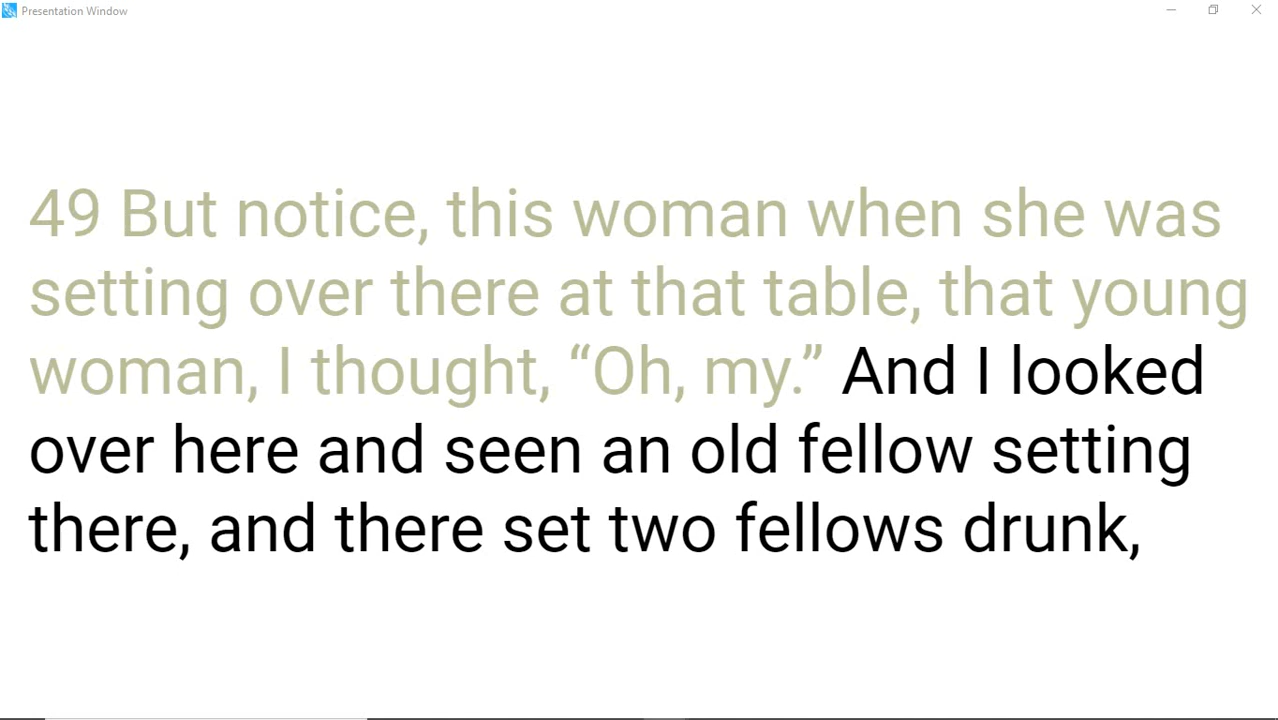 Presentation Window
49 But notice, this woman when she was
setting over there at that table, that young
woman, I thought, “Oh, my.” And I looked
over here and seen an old fellow setting
there, and there set two fellows drunk,